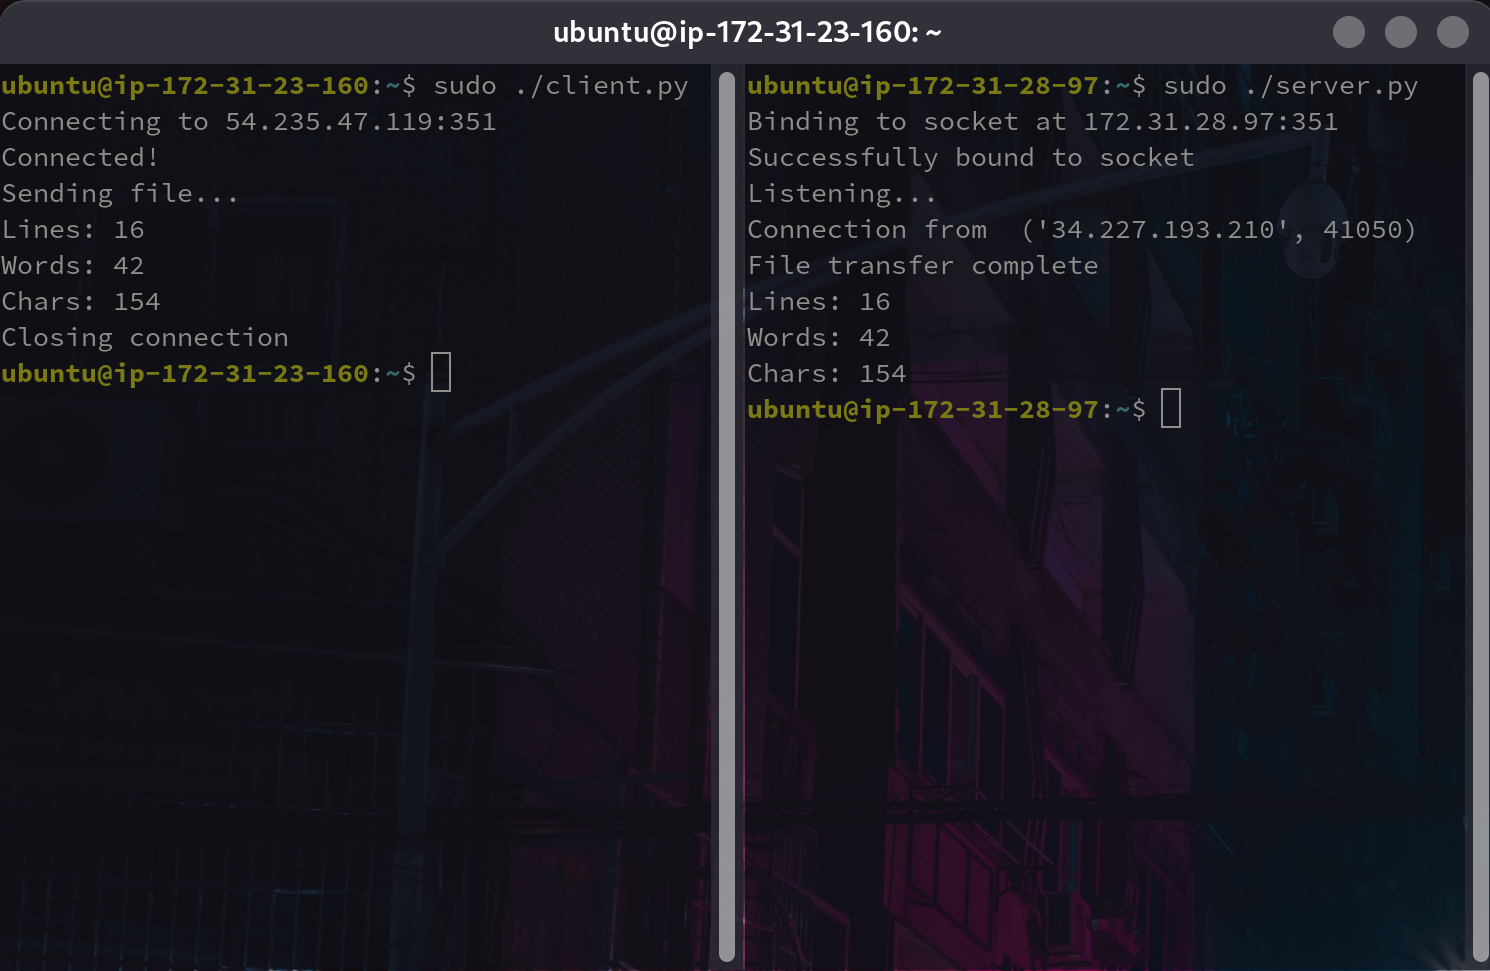 ubuntu@ip-172-31-23-160: ~
ubuntu@ip-172-31-23-160:~$ sudo ./client.py
Connecting to 54.235.47.119:351
Connected!
Sending file...
Lines: 16
Words: 42
Chars: 154
Closing connection
ubuntu@ip-172-31-23-160:~$
ubuntu@ip-172-31-28-97:~$ sudo ./server.py
Binding to socket at 172.31.28.97:351
Successfully bound to socket
Listening...
Connection from  ('34.227.193.210', 41050)
File transfer complete
Lines: 16
Words: 42
Chars: 154
ubuntu@ip-172-31-28-97:~$